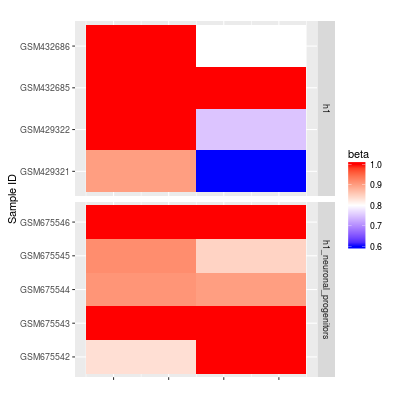 Sample ID
GSM432686
GSM432685
GSM429322
GSM429321
h1
GSM675546
GSM675545
GSM675544
GSM675543
GSM675542
h1_neuronal_progenitors
beta
1.0
0.9
0.8
0.7
0.6